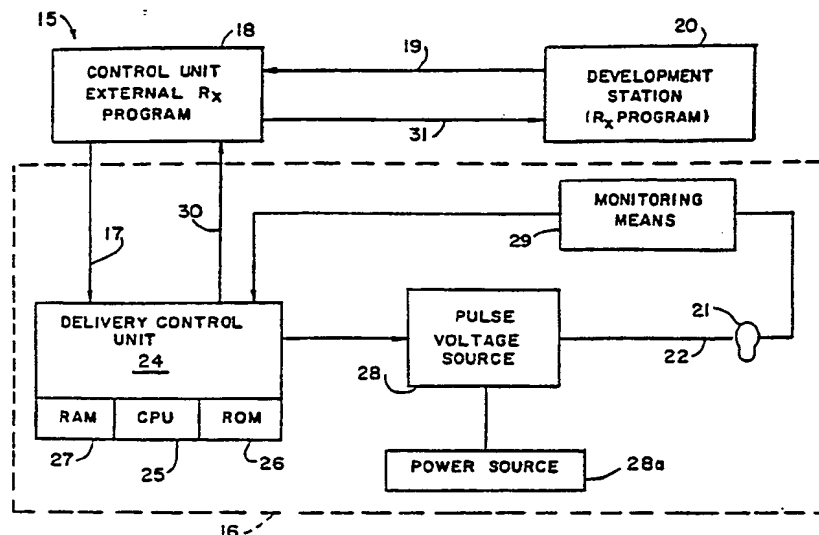 15
18
CONTROL UNIT
EXTERNAL Rx
PROGRAM
19
31
20
DEVELOPMENT
STATION
(Rx PROGRAM)
17
30
MONITORING
MEANS
29
DELIVERY CONTROL
UNIT
24
RAM
CPU
ROM
27
25
26
PULSE
VOLTAGE
SOURCE
28
21
22
POWER SOURCE
28a
16